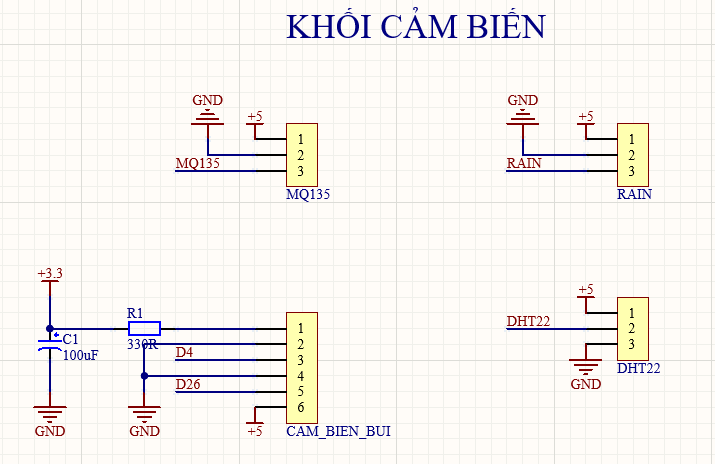 KHỐI CẢM BIẾN
GND
+5
1
2
3
MQ135
MQ135
GND
+5
1
2
3
RAIN
RAIN
+3.3
C1
100uF
GND
R1
330R
GND
D4
D26
+5
1
2
3
4
5
6
CAM_BIEN_BUI
+5
DHT22
1
2
3
GND
DHT22